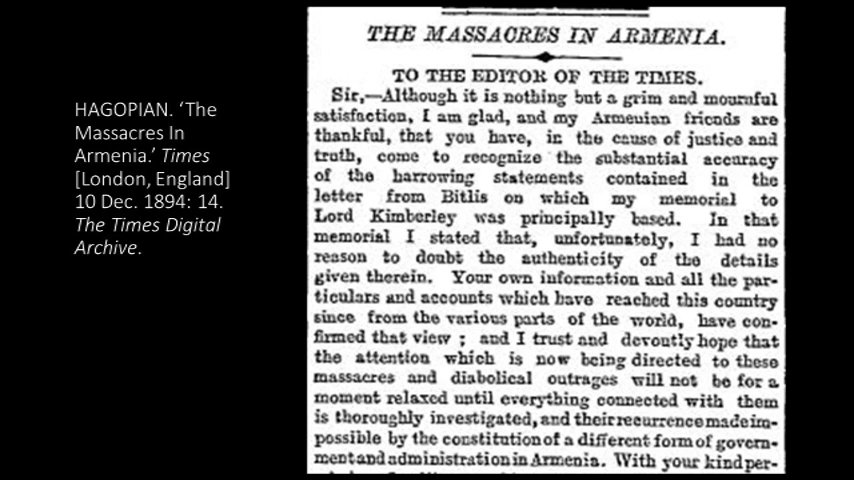 HAGOPIAN. ‘The
Massacres In
Armenia.’ Times
[London, England]
10 Dec. 1894: 14.
The Times Digital
Archive.
THE MASSACRES IN ARMENIA.
TO THE EDITOR OF THE TIMES.
Sir,—Although it is nothing but a grim and mournful
satisfaction, I am glad, and my Armenian friends are
thankful, that you have, in the cause of justice and
truth, come to recognize the substantial accuracy
of the harrowing statements contained in the
letter from Bitlis on which my memorial to
Lord Kimberley was principally based. In that
memorial I stated that, unfortunately, I had no
reason to doubt the authenticity of the details
given therein. Your own information and all the par-
ticulars and accounts which have reached this country
since from the various parts of the world, have con-
firmed that view ; and I trust and devoutly hope that
the attention which is now being directed to these
massacres and diabolical outrages will not be for a
moment relaxed until everything connected with them
is thoroughly investigated, and their recurrence made im-
possible by the constitution of a different form of govern-
ment and administration in Armenia. With your kind per-